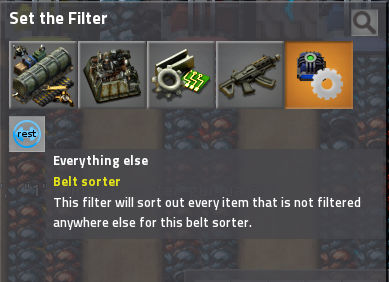 Set the Filter
rest
Everything else
Belt sorter
This filter will sort out every item that is not filtered
anywhere else for this belt sorter.